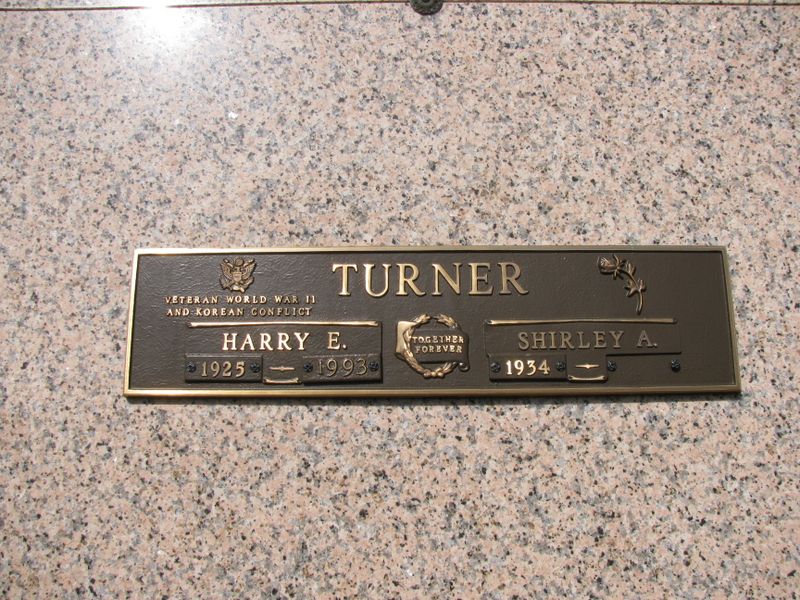 TURNER
VETERAN WORLD WAR II
AND KOREAN CONFLICT
HARRY E.
1925 1993
TOGETHER
FOREVER
SHIRLEY A.
1934